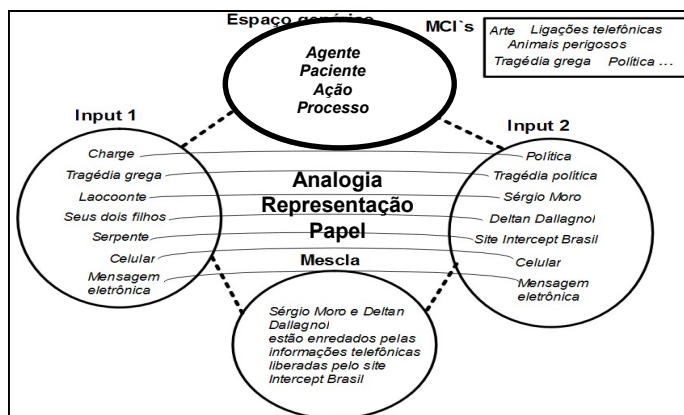 Espaço genérico
MCI`s
Arte Ligações telefônicas
Animais perigosos
Tragédia grega Política ...
Agente
Paciente
Ação
Processo
Input 1
Input 2
Charge
Tragédia grega
Laocoonte
Seus dois filhos
Serpente
Celular
Mensagem
eletrônica
Analogia
Representação
Papel
Política
Tragédia política
Sérgio Moro
Deltan Dallagnol
Site Intercept Brasil
Celular
Mensagem
eletrônica
Mescla
Sérgio Moro e Deltan
Dallagnol
estão enredados pelas
informações telefônicas
liberadas pelo site
Intercept Brasil